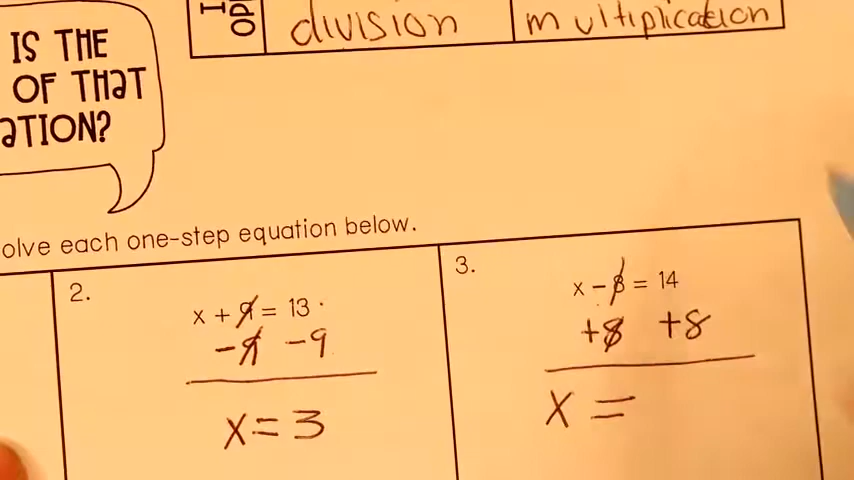 IS THE
OF THAT
ATION?
division multiplication
olve each one-step equation below.
2.
x + 9 = 13
-9 -9
x = 3
3.
x - 8 = 14
+8 +8
x =